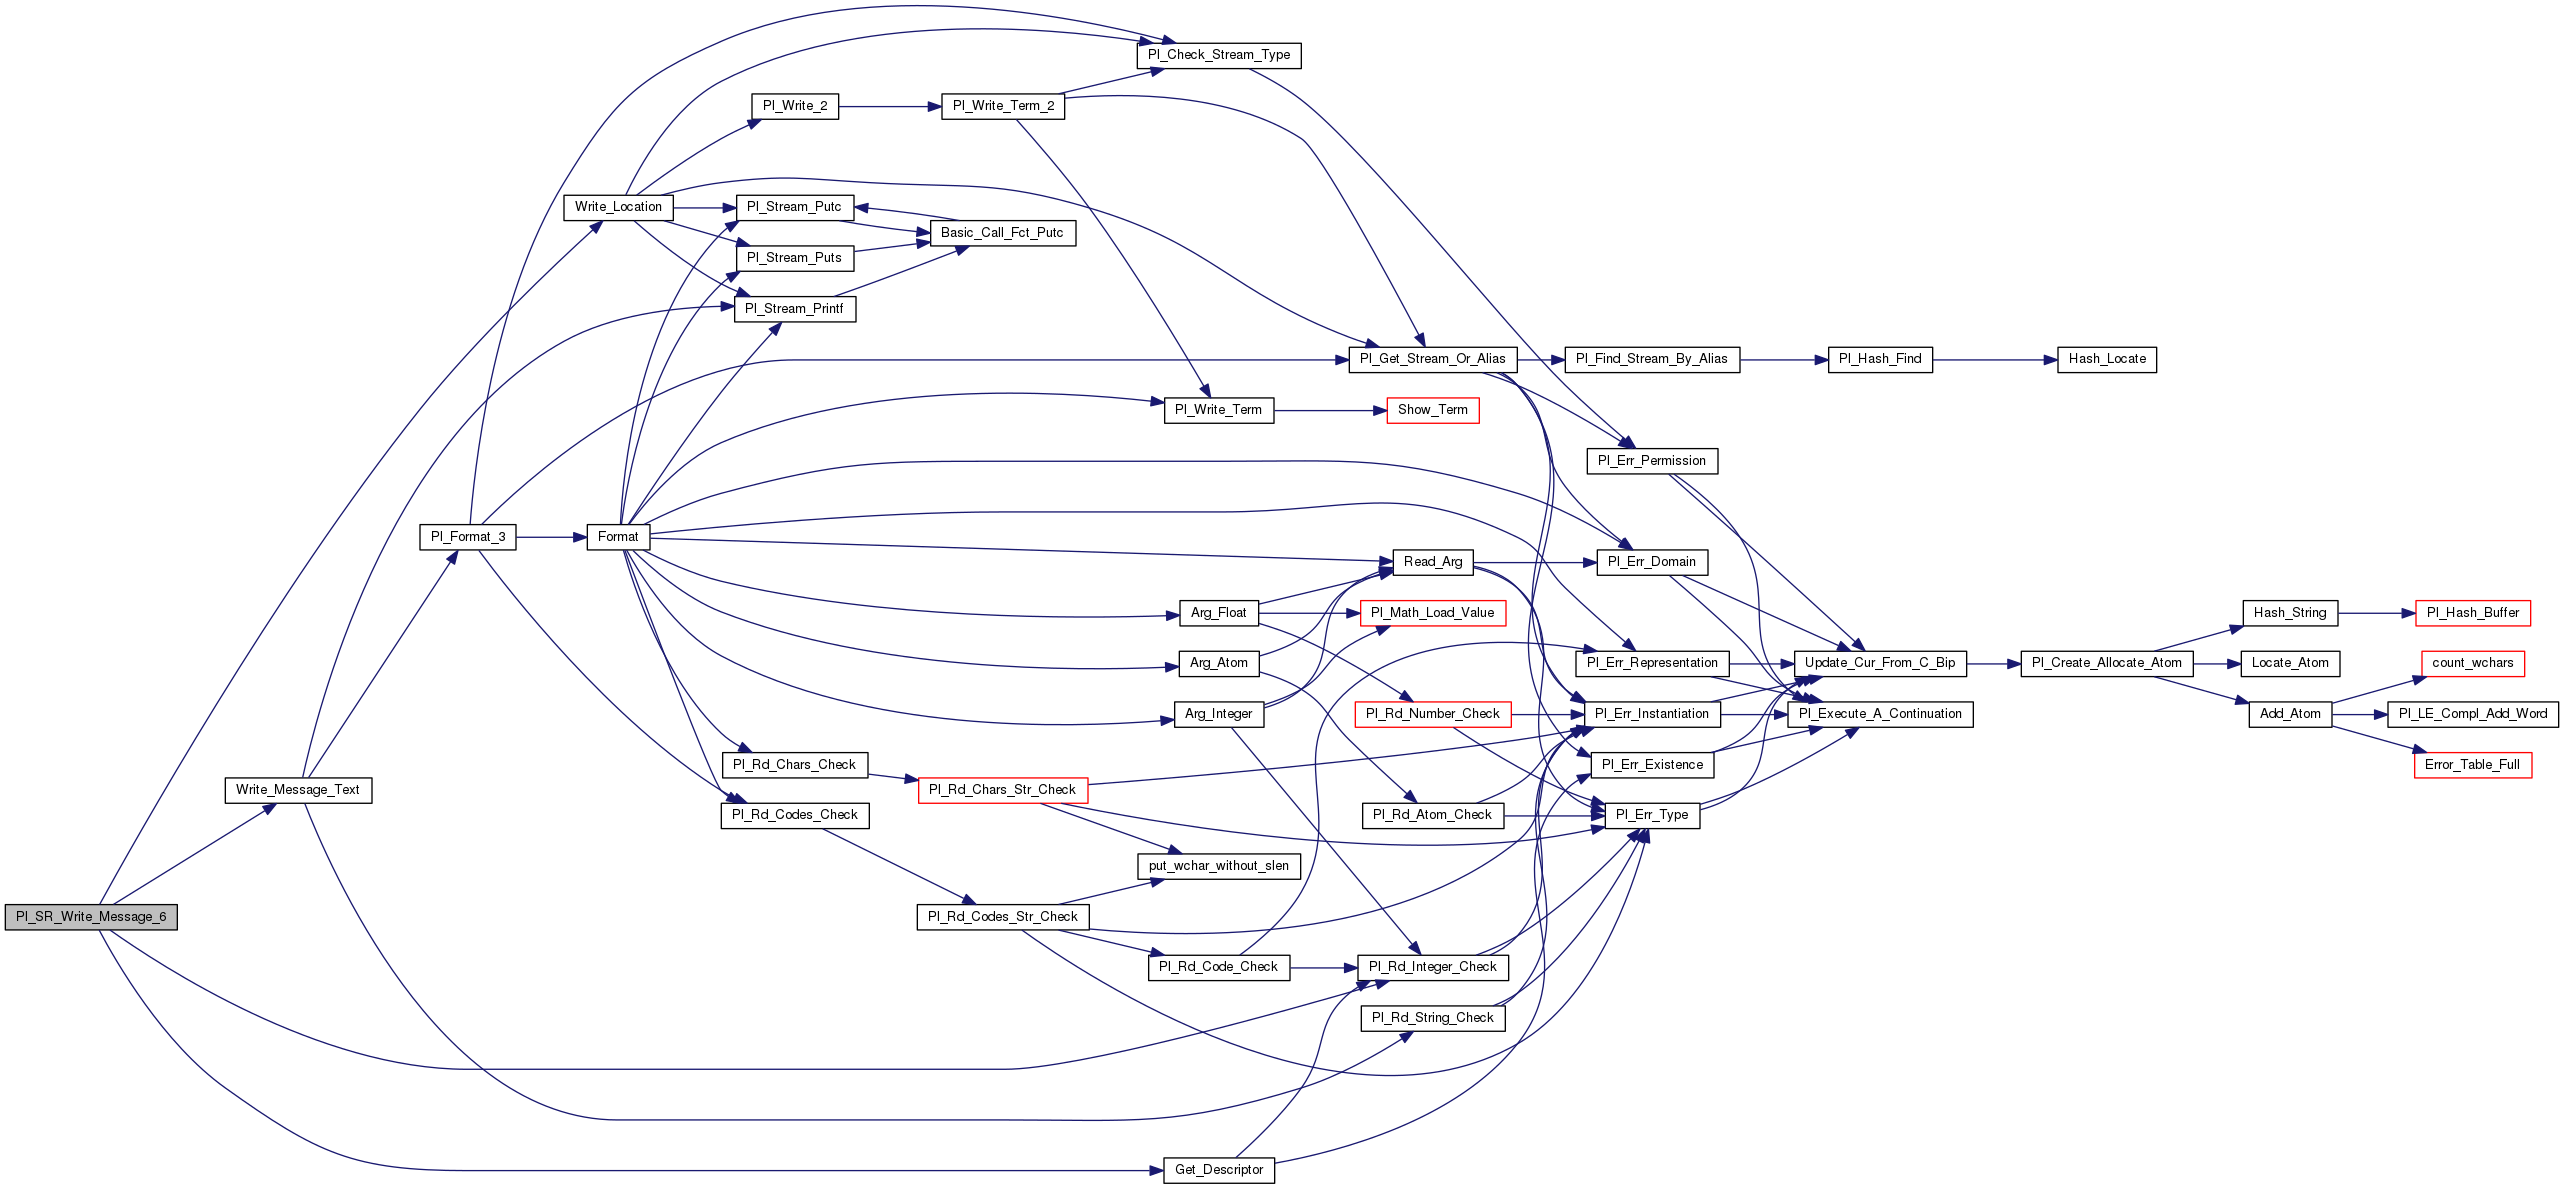 Pl_Check_Stream_Type
Pl_Write_2
Pl_Write_Term_2
Write_Location
Pl_Stream_Putc
Basic_Call_Fct_Putc
Pl_Stream_Puts
Pl_Stream_Printf
Pl_Get_Stream_Or_Alias
Pl_Find_Stream_By_Alias
Pl_Hash_Find
Hash_Locate
Pl_Write_Term
Show_Term
Pl_Err_Permission
Pl_Format_3
Format
Read_Arg
Pl_Err_Domain
Arg_Float
Pl_Math_Load_Value
Hash_String
Pl_Hash_Buffer
Arg_Atom
Pl_Err_Representation
Update_Cur_From_C_Bip
Pl_Create_Allocate_Atom
Locate_Atom
count_wchars
Arg_Integer
Pl_Rd_Number_Check
Pl_Err_Instantiation
Pl_Execute_A_Continuation
Add_Atom
Pl_LE_Compl_Add_Word
Pl_Rd_Chars_Check
Pl_Err_Existence
Error_Table_Full
Write_Message_Text
Pl_Rd_Chars_Str_Check
Pl_Rd_Codes_Check
Pl_Rd_Atom_Check
Pl_Err_Type
put_wchar_without_slen
Pl_SR_Write_Message_6
Pl_Rd_Codes_Str_Check
Pl_Rd_Code_Check
Pl_Rd_Integer_Check
Pl_Rd_String_Check
Get_Descriptor